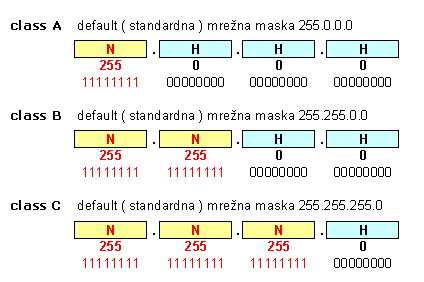 class A default ( standardna ) mrežna maska 255.0.0.0
N . H . H . H
255 0 0 0
11111111 00000000 00000000 00000000
class B default ( standardna ) mrežna maska 255.255.0.0
N . N . H . H
255 255 0 0
11111111 11111111 00000000 00000000
class C default ( standardna ) mrežna maska 255.255.255.0
N . N . N . H
255 255 255 0
11111111 11111111 11111111 00000000